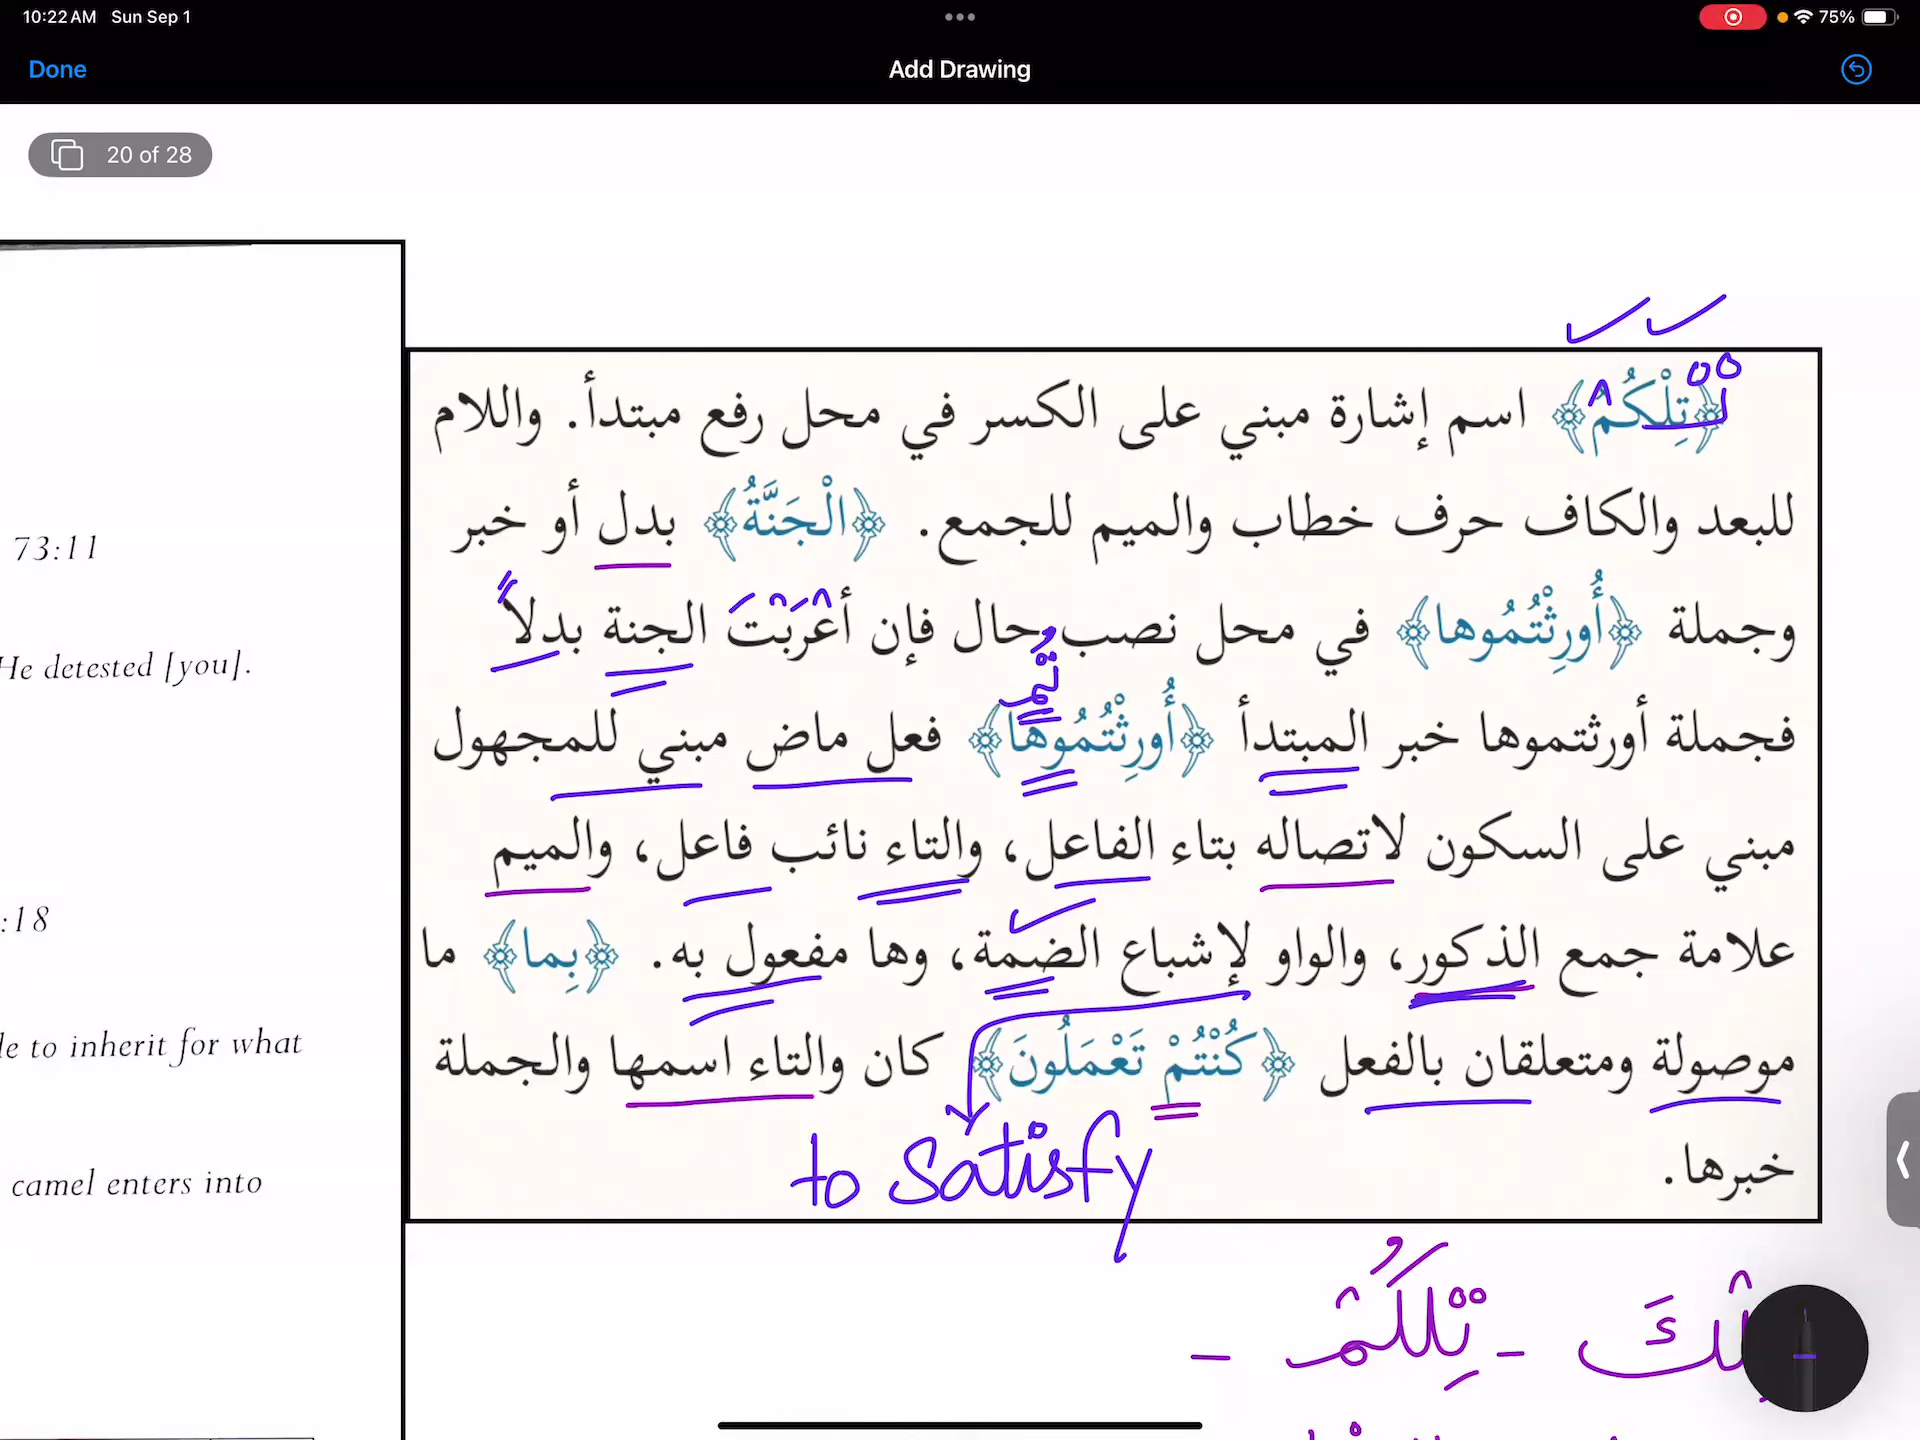 10:22 AM Sun Sep 1
75%
Done
Add Drawing
20 of 28
73:11
He detested [you].
:18
le to inherit for what
camel enters into
﴿تِلْكُمُ﴾ اسم إشارة مبني على الكسر في محل رفع مبتدأ. واللام
للبعد والكاف حرف خطاب والميم للجمع. ﴿الْجَنَّةُ﴾ بدل أو خبر
وجملة ﴿أُورِثْتُمُوها﴾ في محل نصب حال فإن أعْرَبْتَ الجنة بدلاً
فجملة أورثتموها خبر المبتدأ ﴿أُورِثْتُمُوها﴾ فعل ماض مبني للمجهول
مبني على السكون لاتصاله بتاء الفاعل، والتاء نائب فاعل، والميم
علامة جمع الذكور، والواو لإشباع الضمة، وها مفعول به. ﴿بِما﴾ ما
موصولة ومتعلقان بالفعل ﴿كُنْتُمْ تَعْمَلُونَ﴾ كان والتاء اسمها والجملة
خبرها.
تُمْ
to satisfy
تِلْكُمْ -